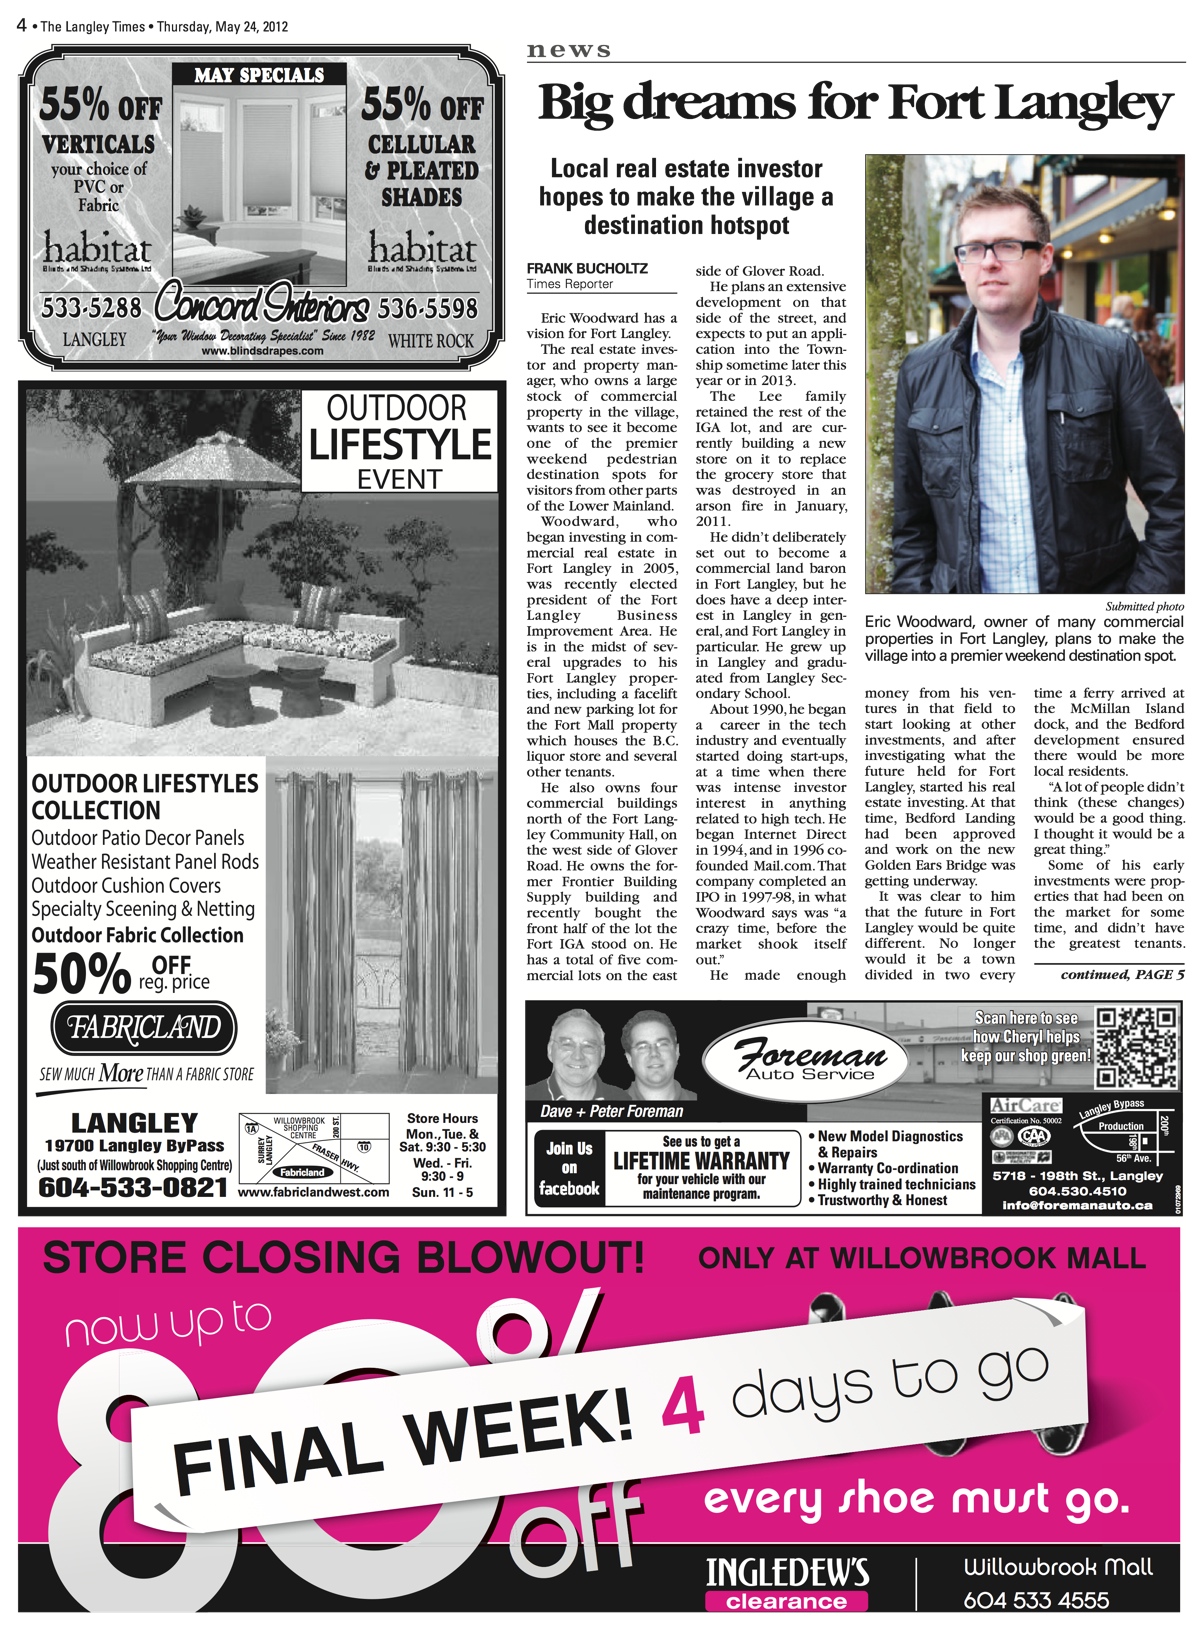 4 • The Langley Times • Thursday, May 24, 2012
MAY SPECIALS
55% OFF
VERTICALS
your choice of
PVC or
Fabric
habitat
Blinds and Shading Systems Ltd
55% OFF
CELLULAR
& PLEATED
SHADES
habitat
Blinds and Shading Systems Ltd
533-5288 Concord Interiors 536-5598
LANGLEY "Your Window Decorating Specialist" Since 1982 WHITE ROCK
www.blindsdrapes.com
OUTDOOR
LIFESTYLE
EVENT
OUTDOOR LIFESTYLES
COLLECTION
Outdoor Patio Decor Panels
Weather Resistant Panel Rods
Outdoor Cushion Covers
Specialty Sceening & Netting
Outdoor Fabric Collection
50% OFF
reg. price
FABRICLAND
SEW MUCH More THAN A FABRIC STORE
LANGLEY
19700 Langley ByPass
(Just south of Willowbrook Shopping Centre)
604-533-0821
WILLOWBROOK
SHOPPING
CENTRE
1A
200 ST.
SURREY
LANGLEY
FRASER HWY.
10
Fabricland
www.fabriclandwest.com
Store Hours
Mon., Tue. &
Sat. 9:30 - 5:30
Wed. - Fri.
9:30 - 9
Sun. 11 - 5
news
Big dreams for Fort Langley
Local real estate investor
hopes to make the village a
destination hotspot
FRANK BUCHOLTZ
Times Reporter
Eric Woodward has a
vision for Fort Langley.
The real estate inves-
tor and property man-
ager, who owns a large
stock of commercial
property in the village,
wants to see it become
one of the premier
weekend pedestrian
destination spots for
visitors from other parts
of the Lower Mainland.
Woodward, who
began investing in com-
mercial real estate in
Fort Langley in 2005,
was recently elected
president of the Fort
Langley Business
Improvement Area. He
is in the midst of sev-
eral upgrades to his
Fort Langley proper-
ties, including a facelift
and new parking lot for
the Fort Mall property
which houses the B.C.
liquor store and several
other tenants.
He also owns four
commercial buildings
north of the Fort Lang-
ley Community Hall, on
the west side of Glover
Road. He owns the for-
mer Frontier Building
Supply building and
recently bought the
front half of the lot the
Fort IGA stood on. He
has a total of five com-
mercial lots on the east
side of Glover Road.
He plans an extensive
development on that
side of the street, and
expects to put an appli-
cation into the Town-
ship sometime later this
year or in 2013.
The Lee family
retained the rest of the
IGA lot, and are cur-
rently building a new
store on it to replace
the grocery store that
was destroyed in an
arson fire in January,
2011.
He didn't deliberately
set out to become a
commercial land baron
in Fort Langley, but he
does have a deep inter-
est in Langley in gen-
eral, and Fort Langley in
particular. He grew up
in Langley and gradu-
ated from Langley Sec-
ondary School.
About 1990, he began
a career in the tech
industry and eventually
started doing start-ups,
at a time when there
was intense investor
interest in anything
related to high tech. He
began Internet Direct
in 1994, and in 1996 co-
founded Mail.com. That
company completed an
IPO in 1997-98, in what
Woodward says was “a
crazy time, before the
market shook itself
out.”
He made enough
Submitted photo
Eric Woodward, owner of many commercial
properties in Fort Langley, plans to make the
village into a premier weekend destination spot.
money from his ven-
tures in that field to
start looking at other
investments, and after
investigating what the
future held for Fort
Langley, started his real
estate investing. At that
time, Bedford Landing
had been approved
and work on the new
Golden Ears Bridge was
getting underway.
It was clear to him
that the future in Fort
Langley would be quite
different. No longer
would it be a town
divided in two every
time a ferry arrived at
the McMillan Island
dock, and the Bedford
development ensured
there would be more
local residents.
“A lot of people didn't
think (these changes)
would be a good thing.
I thought it would be a
great thing.”
Some of his early
investments were prop-
erties that had been on
the market for some
time, and didn't have
the greatest tenants.
continued, PAGE 5
Dave + Peter Foreman
Foreman
Auto Service
Scan here to see
how Cheryl helps
keep our shop green!
Join Us
on
facebook
See us to get a
LIFETIME WARRANTY
for your vehicle with our
maintenance program.
• New Model Diagnostics
& Repairs
• Warranty Co-ordination
• Highly trained technicians
• Trustworthy & Honest
AirCare
Certification No. 50002
CAA
Langley Bypass
Production
198th
200th
56th Ave.
5718 - 198th St., Langley
604.530.4510
info@foremanauto.ca
01072969
STORE CLOSING BLOWOUT! ONLY AT WILLOWBROOK MALL
now up to
80% off
FINAL WEEK! 4 days to go
every shoe must go.
INGLEDEW'S
clearance
Willowbrook Mall
604 533 4555